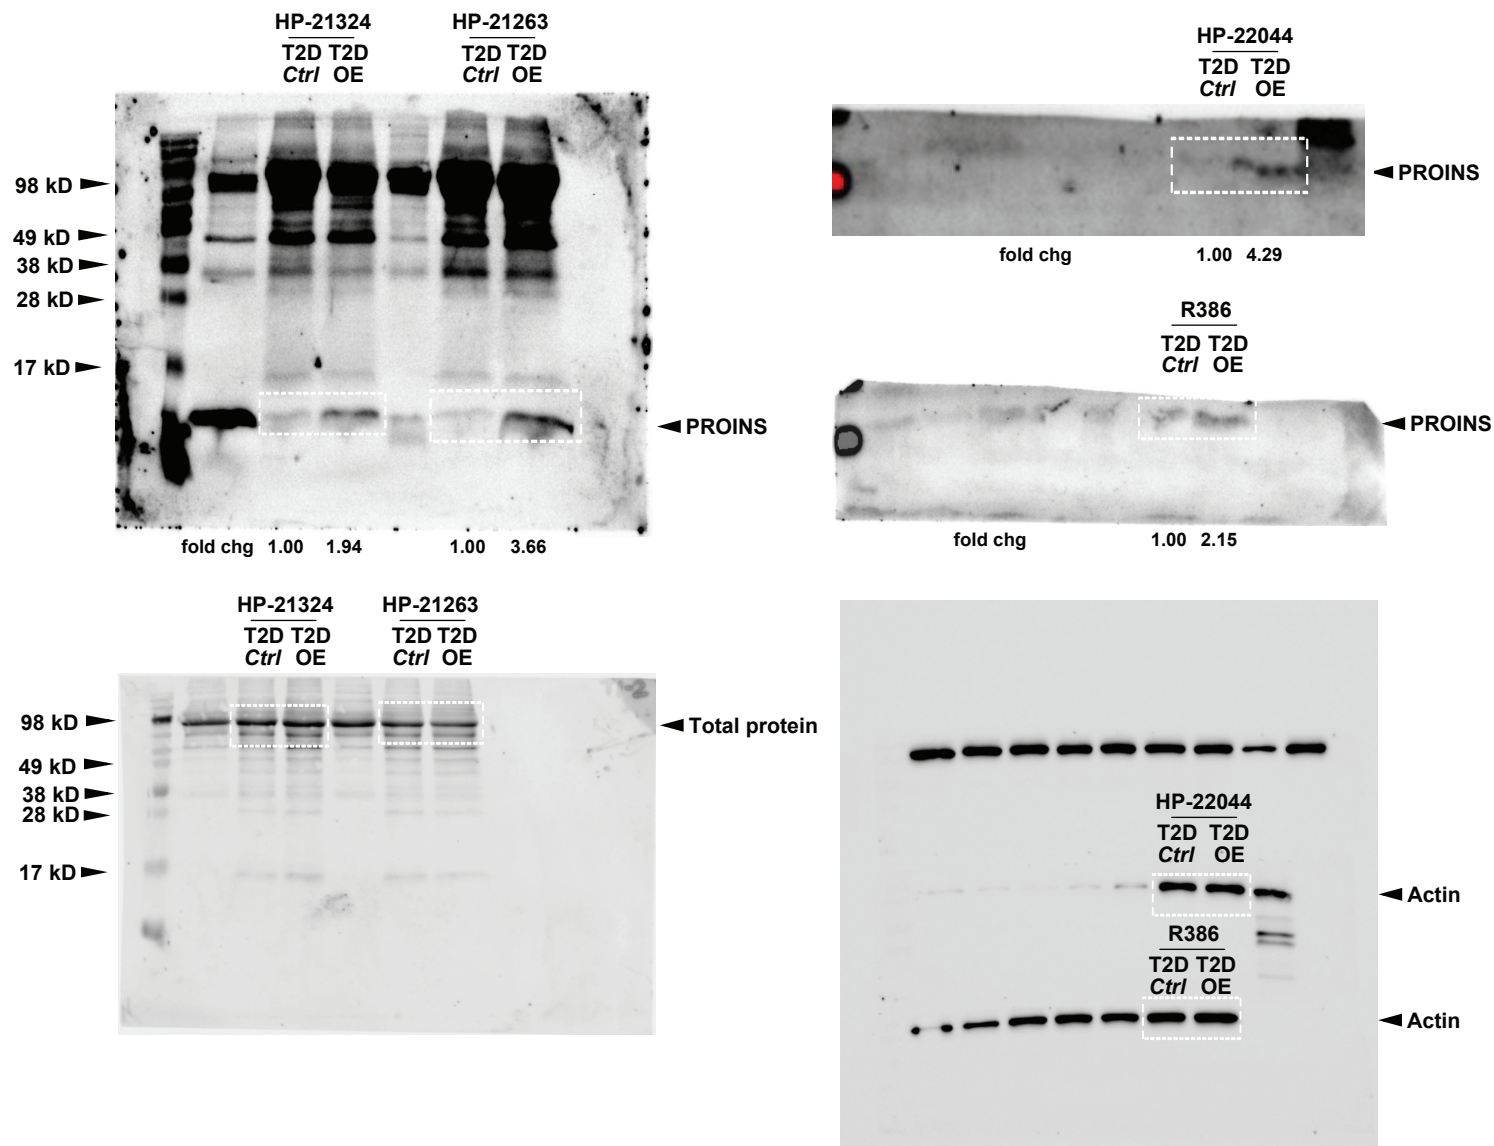 HP-21324 HP-21263
T2D T2D T2D T2D
Ctrl OE Ctrl OE
98 kD
49 kD
38 kD
28 kD
17 kD
PROINS
fold chg 1.00 1.94 1.00 3.66
HP-22044
T2D T2D
Ctrl OE
PROINS
fold chg 1.00 4.29
R386
T2D T2D
Ctrl OE
PROINS
fold chg 1.00 2.15
HP-21324 HP-21263
T2D T2D T2D T2D
Ctrl OE Ctrl OE
98 kD
Total protein
49 kD
38 kD
28 kD
17 kD
HP-22044
T2D T2D
Ctrl OE
Actin
R386
T2D T2D
Ctrl OE
Actin